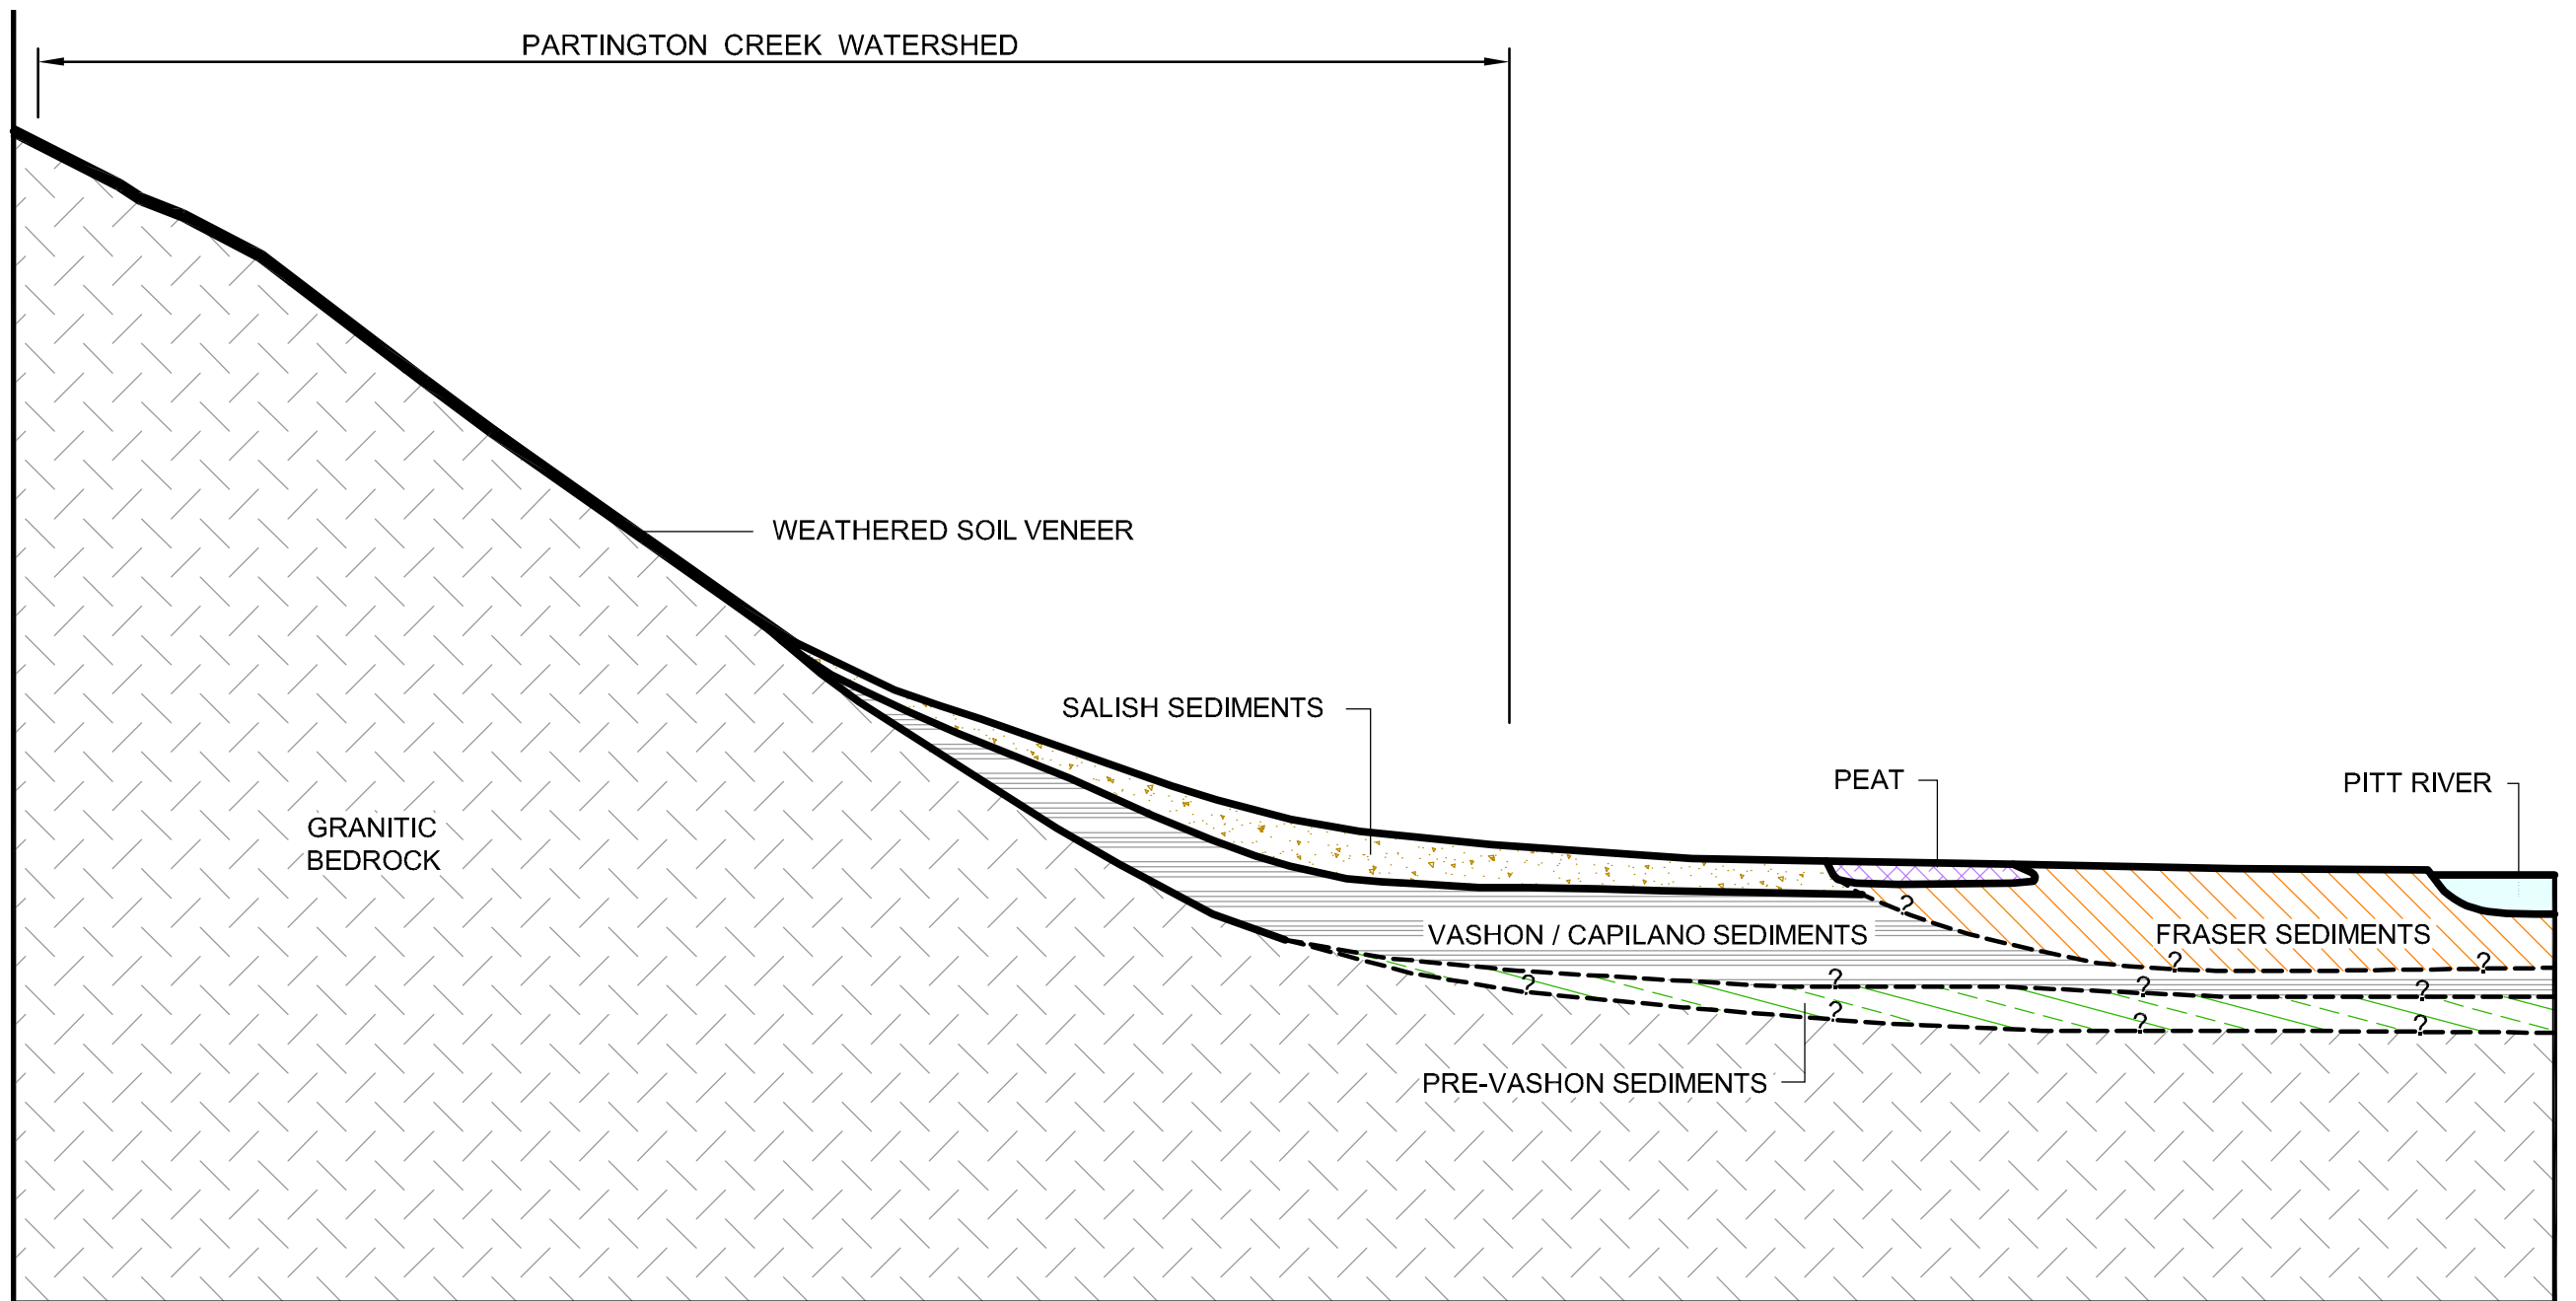 PARTINGTON CREEK WATERSHED
WEATHERED SOIL VENEER
SALISH SEDIMENTS
PEAT
PITT RIVER
GRANITIC
BEDROCK
?
VASHON / CAPILANO SEDIMENTS
FRASER SEDIMENTS
? ?
? ? ? ?
? ? ?
PRE-VASHON SEDIMENTS